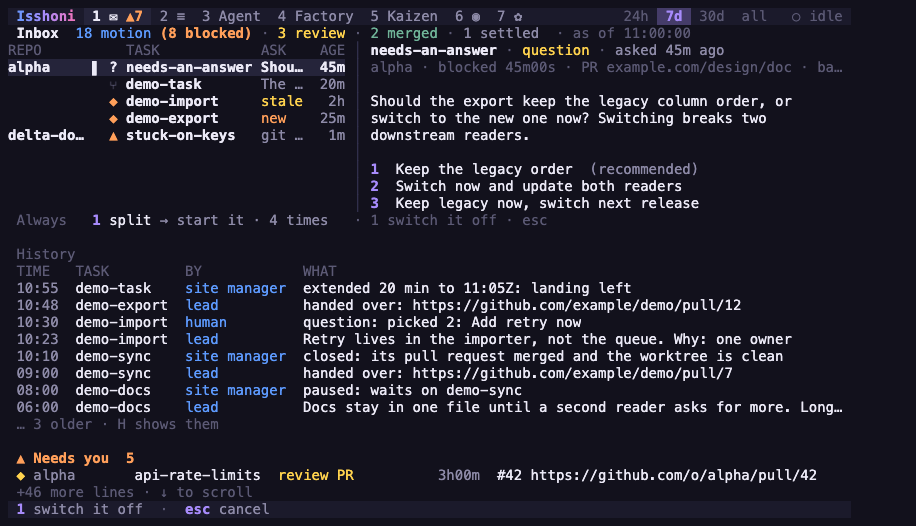 Isshoni 1 ✉ ▲7 2 ≡ 3 Agent 4 Factory 5 Kaizen 6 ◉ 7 ✿ 24h 7d 30d all ○ idle
Inbox 18 motion (8 blocked) · 3 review · 2 merged · 1 settled · as of 11:00:00
REPO TASK ASK AGE
alpha ? needs-an-answer Shou… 45m
demo-task The … 20m
◆ demo-import stale 2h
◆ demo-export new 25m
delta-do… ▲ stuck-on-keys git … 1m
needs-an-answer · question · asked 45m ago
alpha · blocked 45m00s · PR example.com/design/doc · ba…
Should the export keep the legacy column order, or
switch to the new one now? Switching breaks two
downstream readers.
1 Keep the legacy order (recommended)
2 Switch now and update both readers
3 Keep legacy now, switch next release
Always 1 split → start it · 4 times · 1 switch it off · esc
History
TIME TASK BY WHAT
10:55 demo-task site manager extended 20 min to 11:05Z: landing left
10:48 demo-export lead handed over: https://github.com/example/demo/pull/12
10:30 demo-import human question: picked 2: Add retry now
10:23 demo-import lead Retry lives in the importer, not the queue. Why: one owner
10:10 demo-sync site manager closed: its pull request merged and the worktree is clean
09:00 demo-sync lead handed over: https://github.com/example/demo/pull/7
08:00 demo-docs site manager paused: waits on demo-sync
06:00 demo-docs lead Docs stay in one file until a second reader asks for more. Long…
… 3 older · H shows them
▲ Needs you 5
◆ alpha api-rate-limits review PR 3h00m #42 https://github.com/o/alpha/pull/42
+46 more lines · ↓ to scroll
1 switch it off · esc cancel